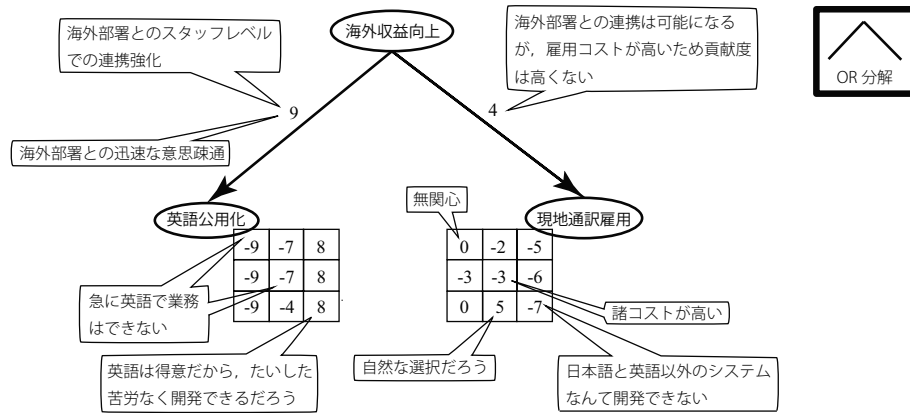 海外部署とのスタッフレベル
での連携強化
海外収益向上
海外部署との連携は可能になる
が，雇用コストが高いため貢献度
は高くない
OR 分解
9
4
海外部署との迅速な意思疎通
英語公用化
無関心
現地通訳雇用
-9 -7 8
-9 -7 8
-9 -4 8
0 -2 -5
-3 -3 -6
0 5 -7
急に英語で業務
はできない
諸コストが高い
英語は得意だから，たいした
苦労なく開発できるだろう
自然な選択だろう
日本語と英語以外のシステム
なんて開発できない